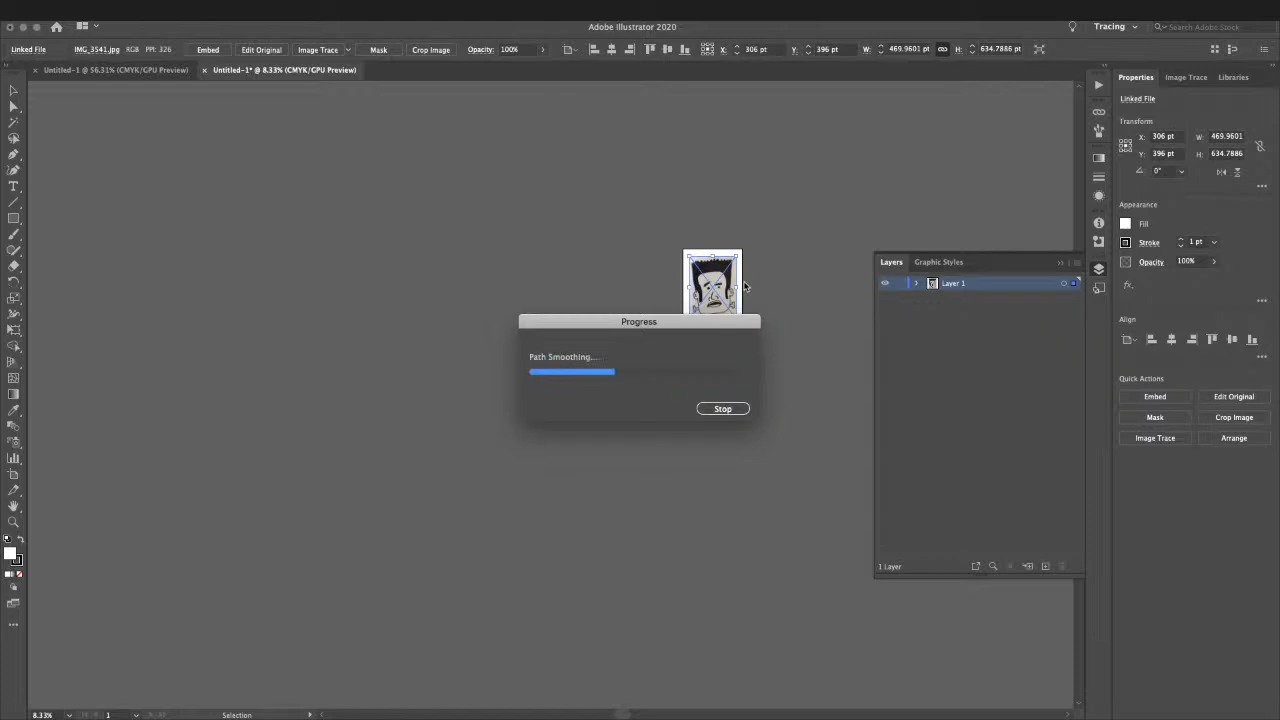 Adobe Illustrator 2020
Tracing
Search Adobe Stock
Linked File IMG_3541.jpg RGB PPI: 326 Embed Edit Original Image Trace Mask Crop Image Opacity: 100% X: 306 pt Y: 396 pt W: 469.9601 pt H: 634.7886 pt
Untitled-1 @ 56.31% (CMYK/GPU Preview) Untitled-1* @ 8.33% (CMYK/GPU Preview)
Properties Image Trace Libraries
Linked File
Transform
X: 306 pt W: 469.9601
Y: 396 pt H: 634.7886
0°
Appearance
Fill
Stroke 1 pt
Opacity 100%
fx.
Align
Quick Actions
Embed Edit Original
Mask Crop Image
Image Trace Arrange
Layers Graphic Styles
Layer 1
1 Layer
Progress
Path Smoothing....
Stop
8.33% 1 Selection